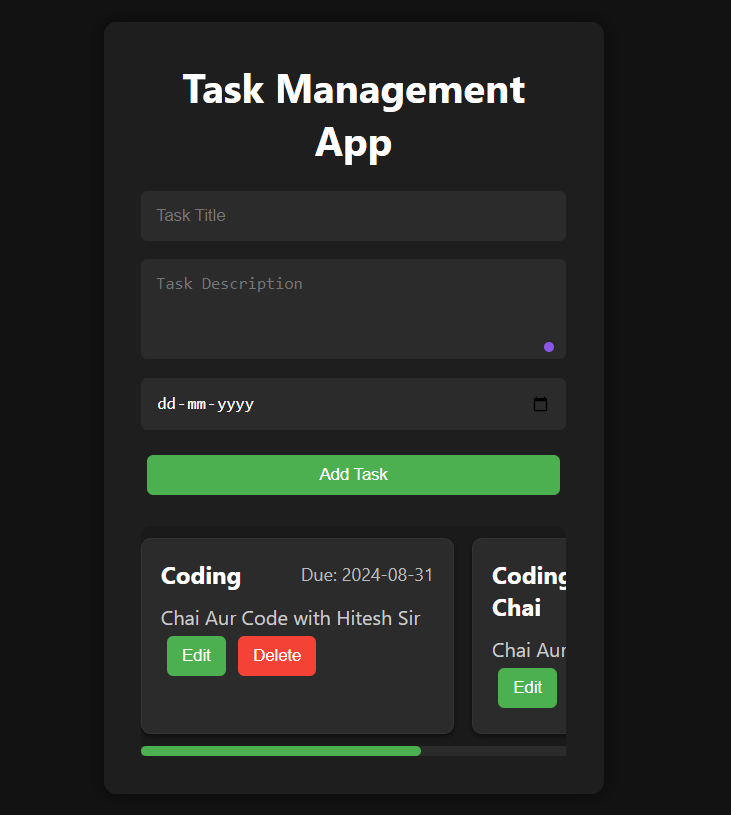 Task Management
App
Task Title
Task Description
dd-mm-yyyy
Add Task
Coding
Due: 2024-08-31
Chai Aur Code with Hitesh Sir
Edit
Delete
Coding
Chai
Chai Aur
Edit